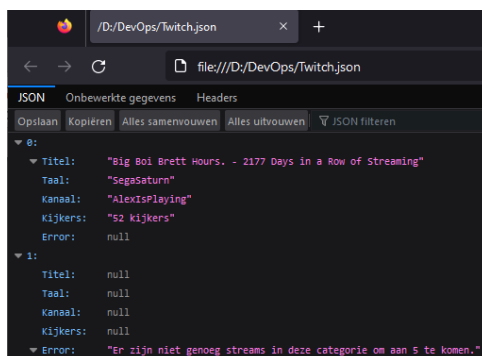 /D:/DevOps/Twitch.json
file:///D:/DevOps/Twitch.json
JSON Onbewerkte gegevens Headers
Opslaan Kopiëren Alles samenvouwen Alles uitvouwen JSON filteren
0:
Titel: "Big Boi Brett Hours. - 2177 Days in a Row of Streaming"
Taal: "SegaSaturn"
Kanaal: "AlexIsPlaying"
Kijkers: "52 kijkers"
Error: null
1:
Titel: null
Taal: null
Kanaal: null
Kijkers: null
Error: "Er zijn niet genoeg streams in deze categorie om aan 5 te komen."